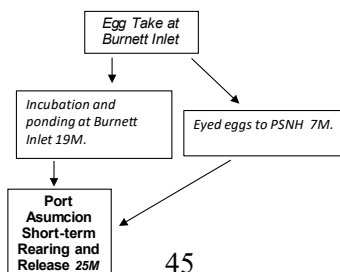 Egg Take at
Burnett Inlet
Incubation and
ponding at Burnett
Inlet 19M.
Eyed eggs to PSNH 7M.
Port
Asumcion
Short-term
Rearing and
Release 25M
45